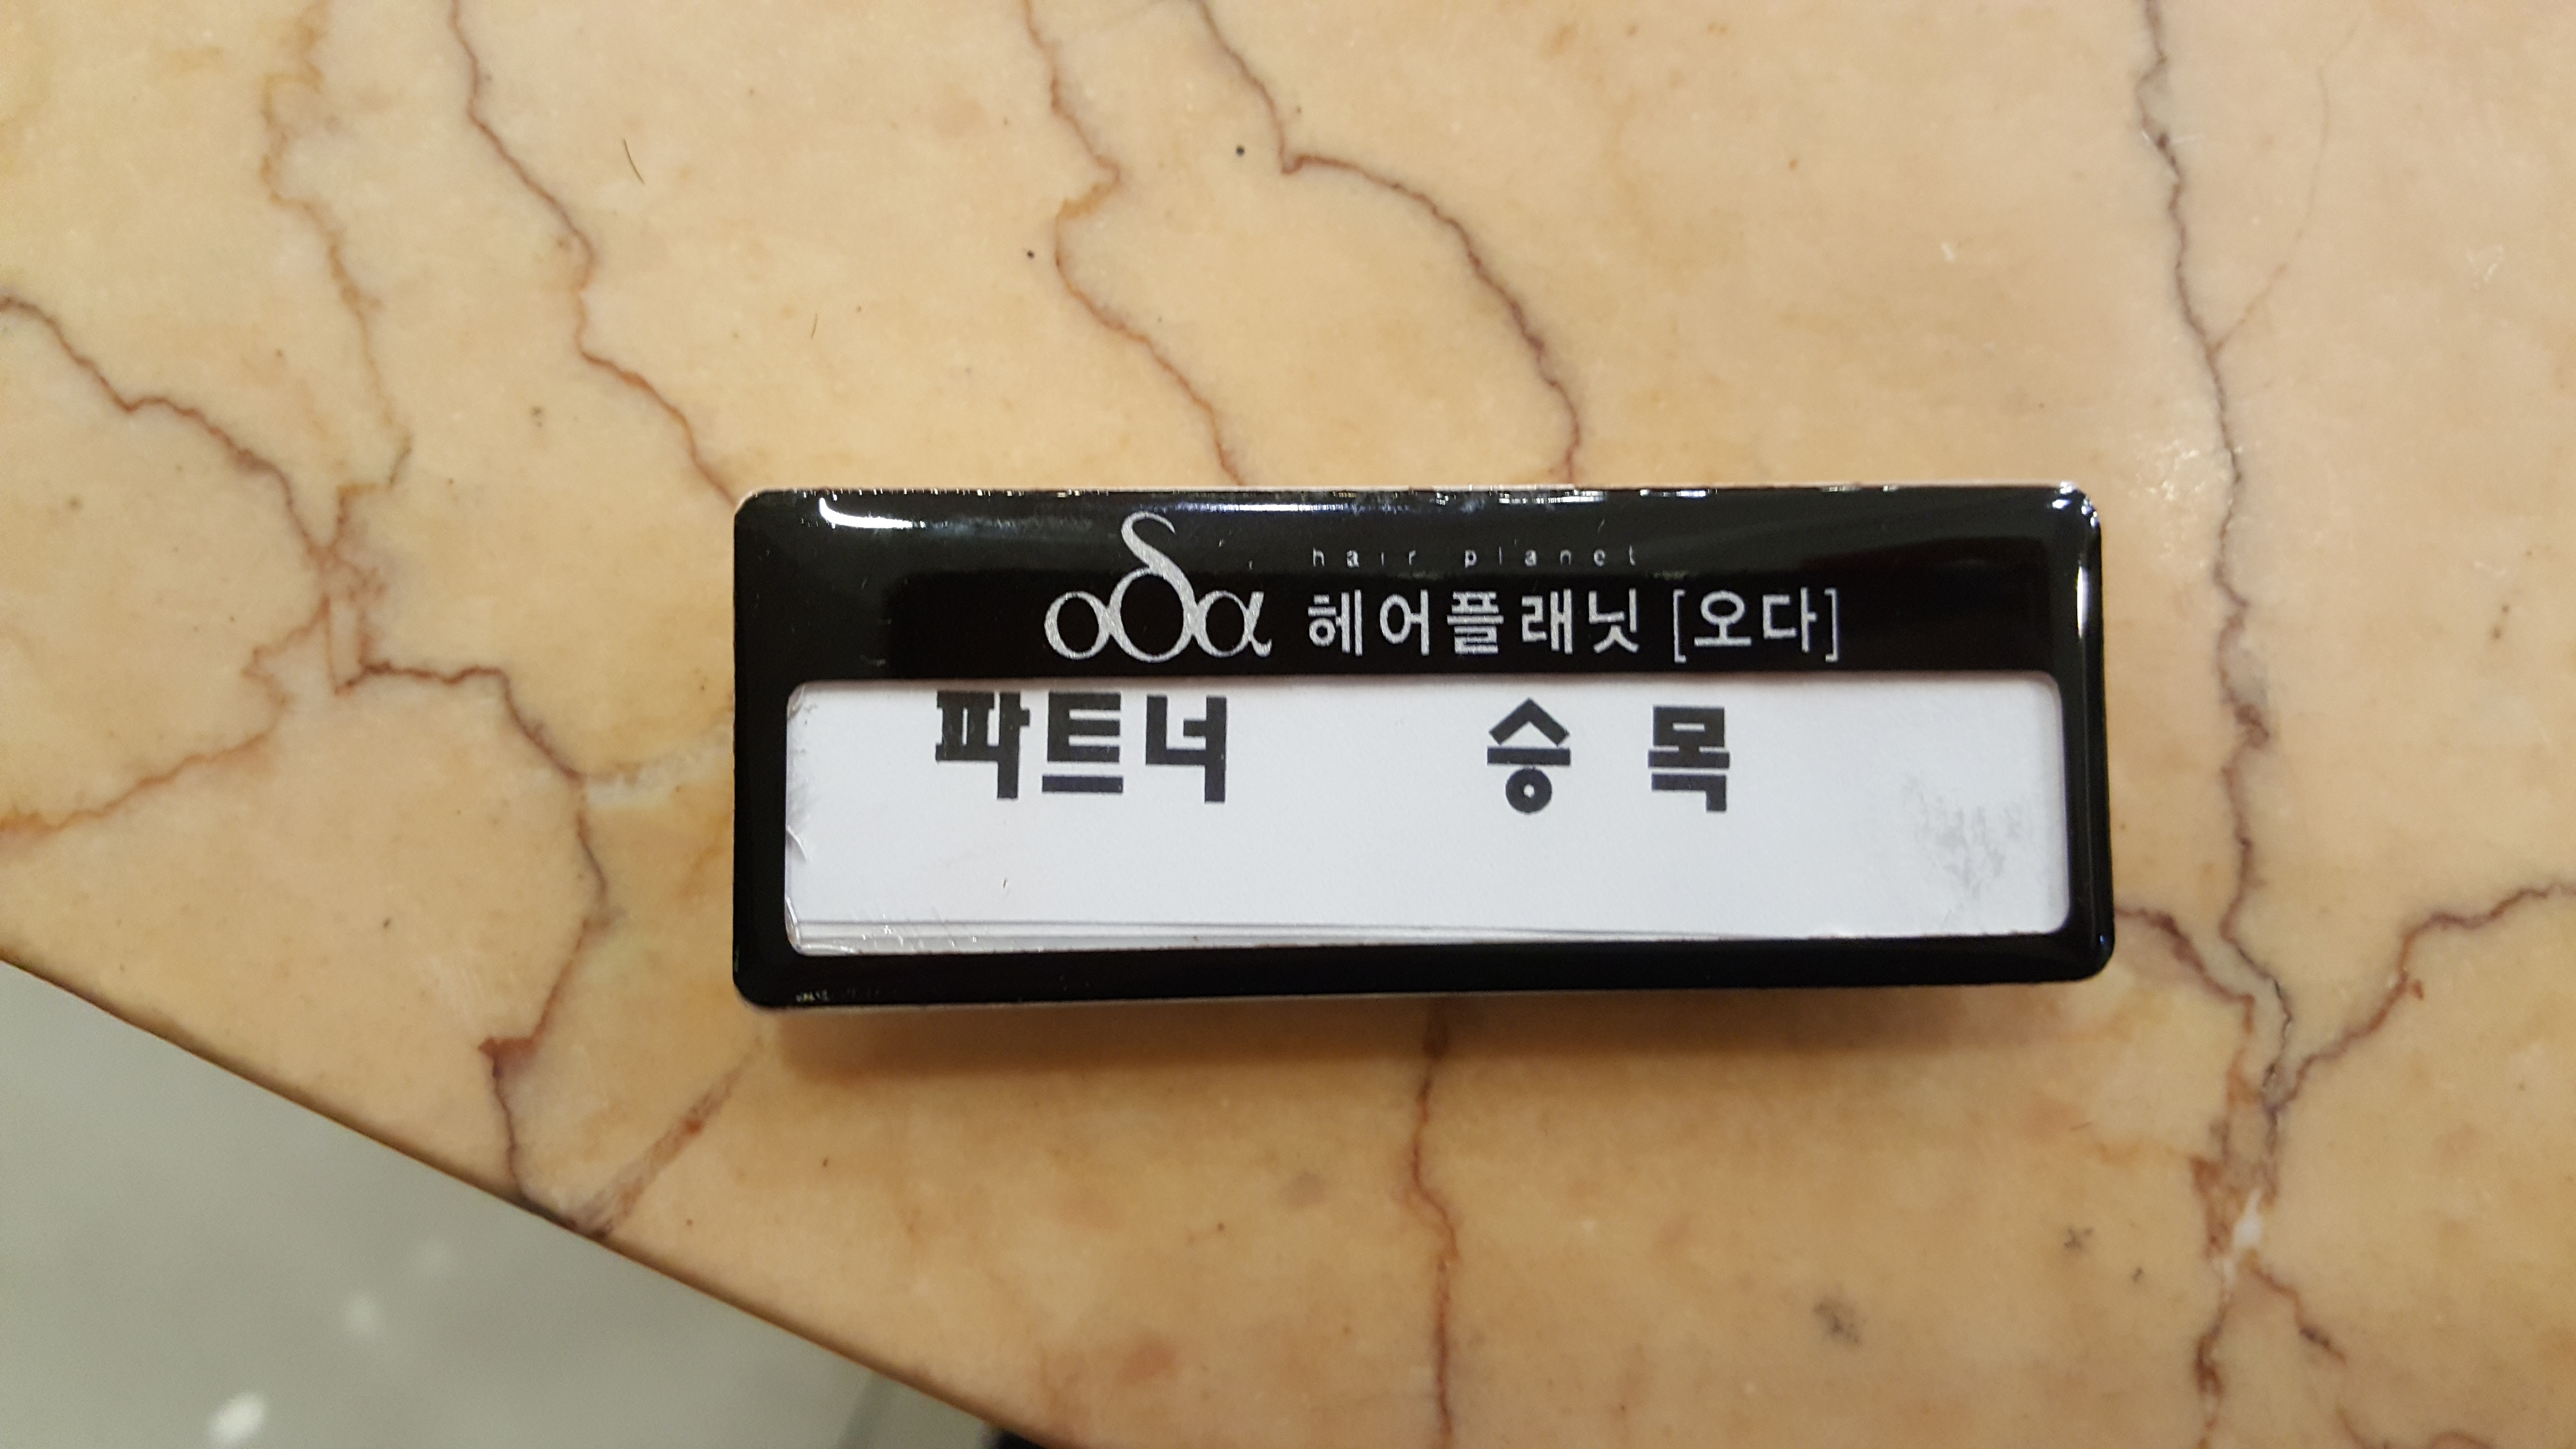 oδα hair planet
헤어플래닛 [오다]
파트너 승목